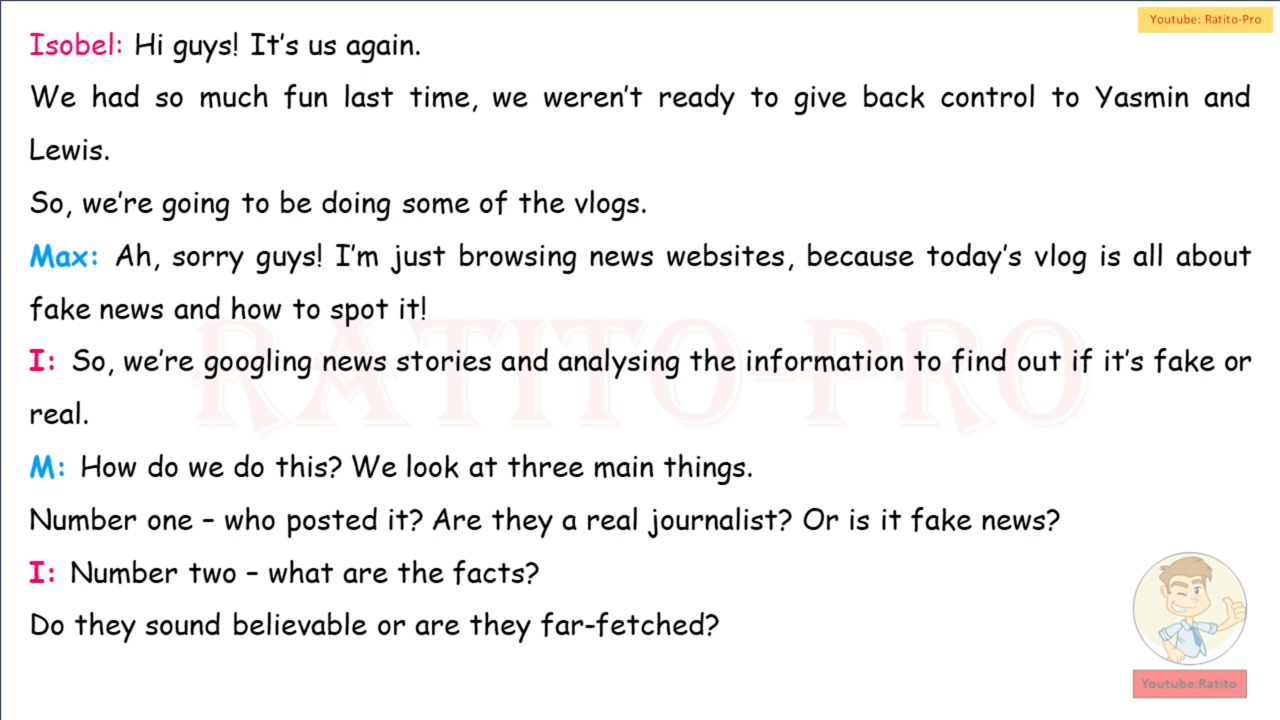 Youtube: Ratito-Pro
Isobel: Hi guys! It's us again.
We had so much fun last time, we weren't ready to give back control to Yasmin and
Lewis.
So, we're going to be doing some of the vlogs.
Max: Ah, sorry guys! I'm just browsing news websites, because today's vlog is all about
fake news and how to spot it!
RATITO-PRO
I: So, we're googling news stories and analysing the information to find out if it's fake or
real.
M: How do we do this? We look at three main things.
Number one – who posted it? Are they a real journalist? Or is it fake news?
I: Number two – what are the facts?
Do they sound believable or are they far-fetched?
Youtube:Ratito